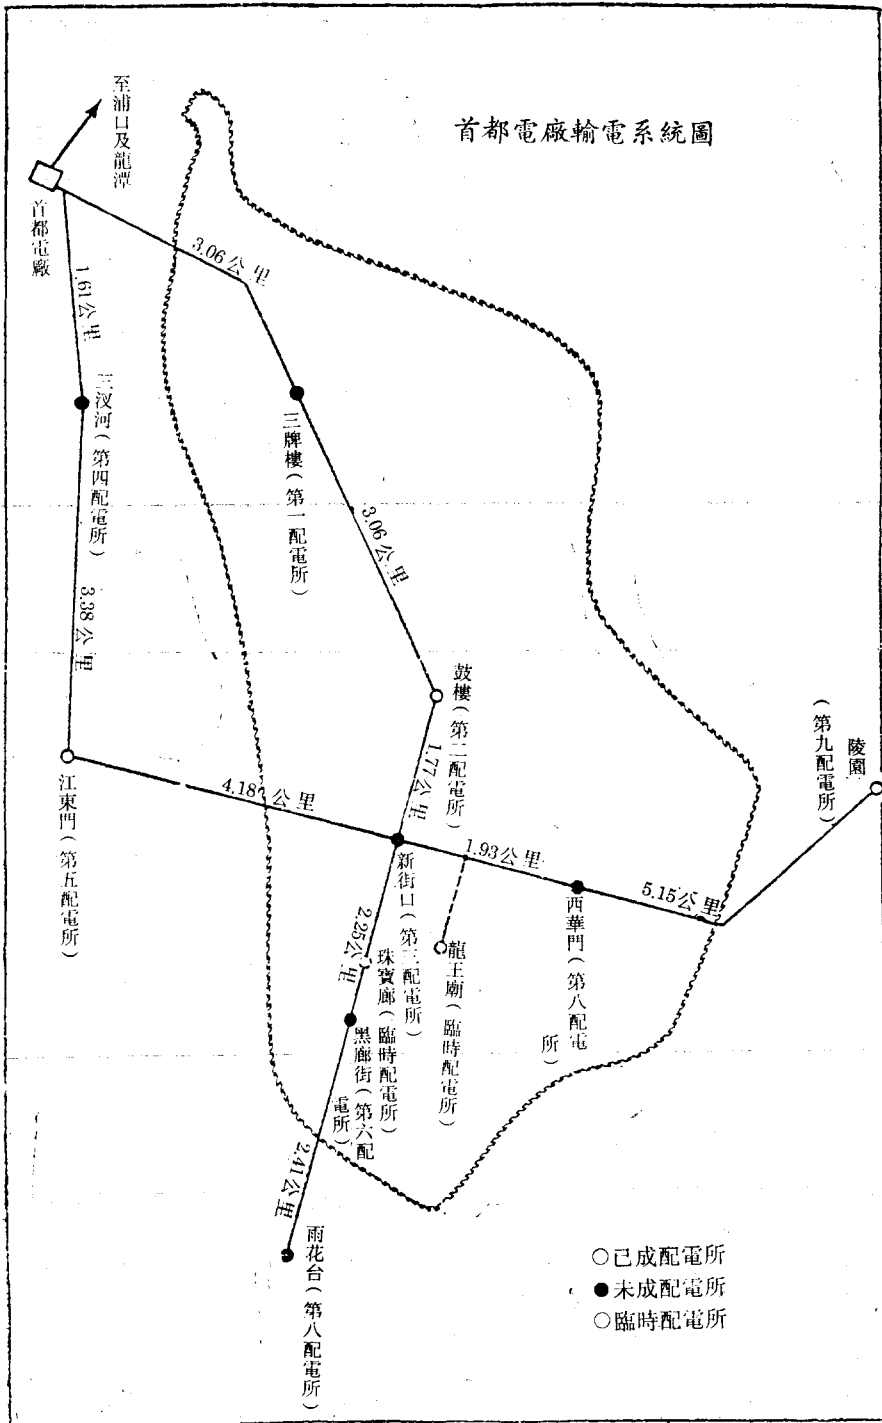 首都電廠輸電系統圖
至浦口及龍潭
首都電廠
3.06公里
1.61公里
三汊河(第四配電所)
三牌樓(第一配電所)
3.06公里
3.38公里
鼓樓(第二配電所)
1.77公里
陵園
(第九配電所)
江東門(第五配電所)
4.18公里
新街口(第三配電所)
1.93公里
西華門(第八配電
所)
5.15公里
龍王廟(臨時配電所)
2.25公里
珠寶廊(臨時配電所)
黑廊街(第六配
電所)
2.41公里
雨花台(第八配電所)
○已成配電所
●未成配電所
○臨時配電所